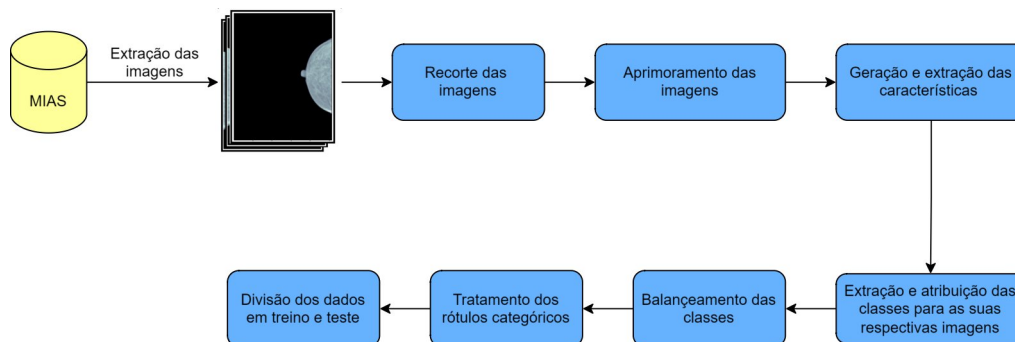 MIAS
Extração das
imagens
Recorte das
imagens
Aprimoramento das
imagens
Geração e extração das
característifcas
Extração e atribuição das
classes para as suas
respectivas imagens
Balançeamento das
classes
Tratamento dos
rótulos categóricos
Divisão dos dados
em treino e teste